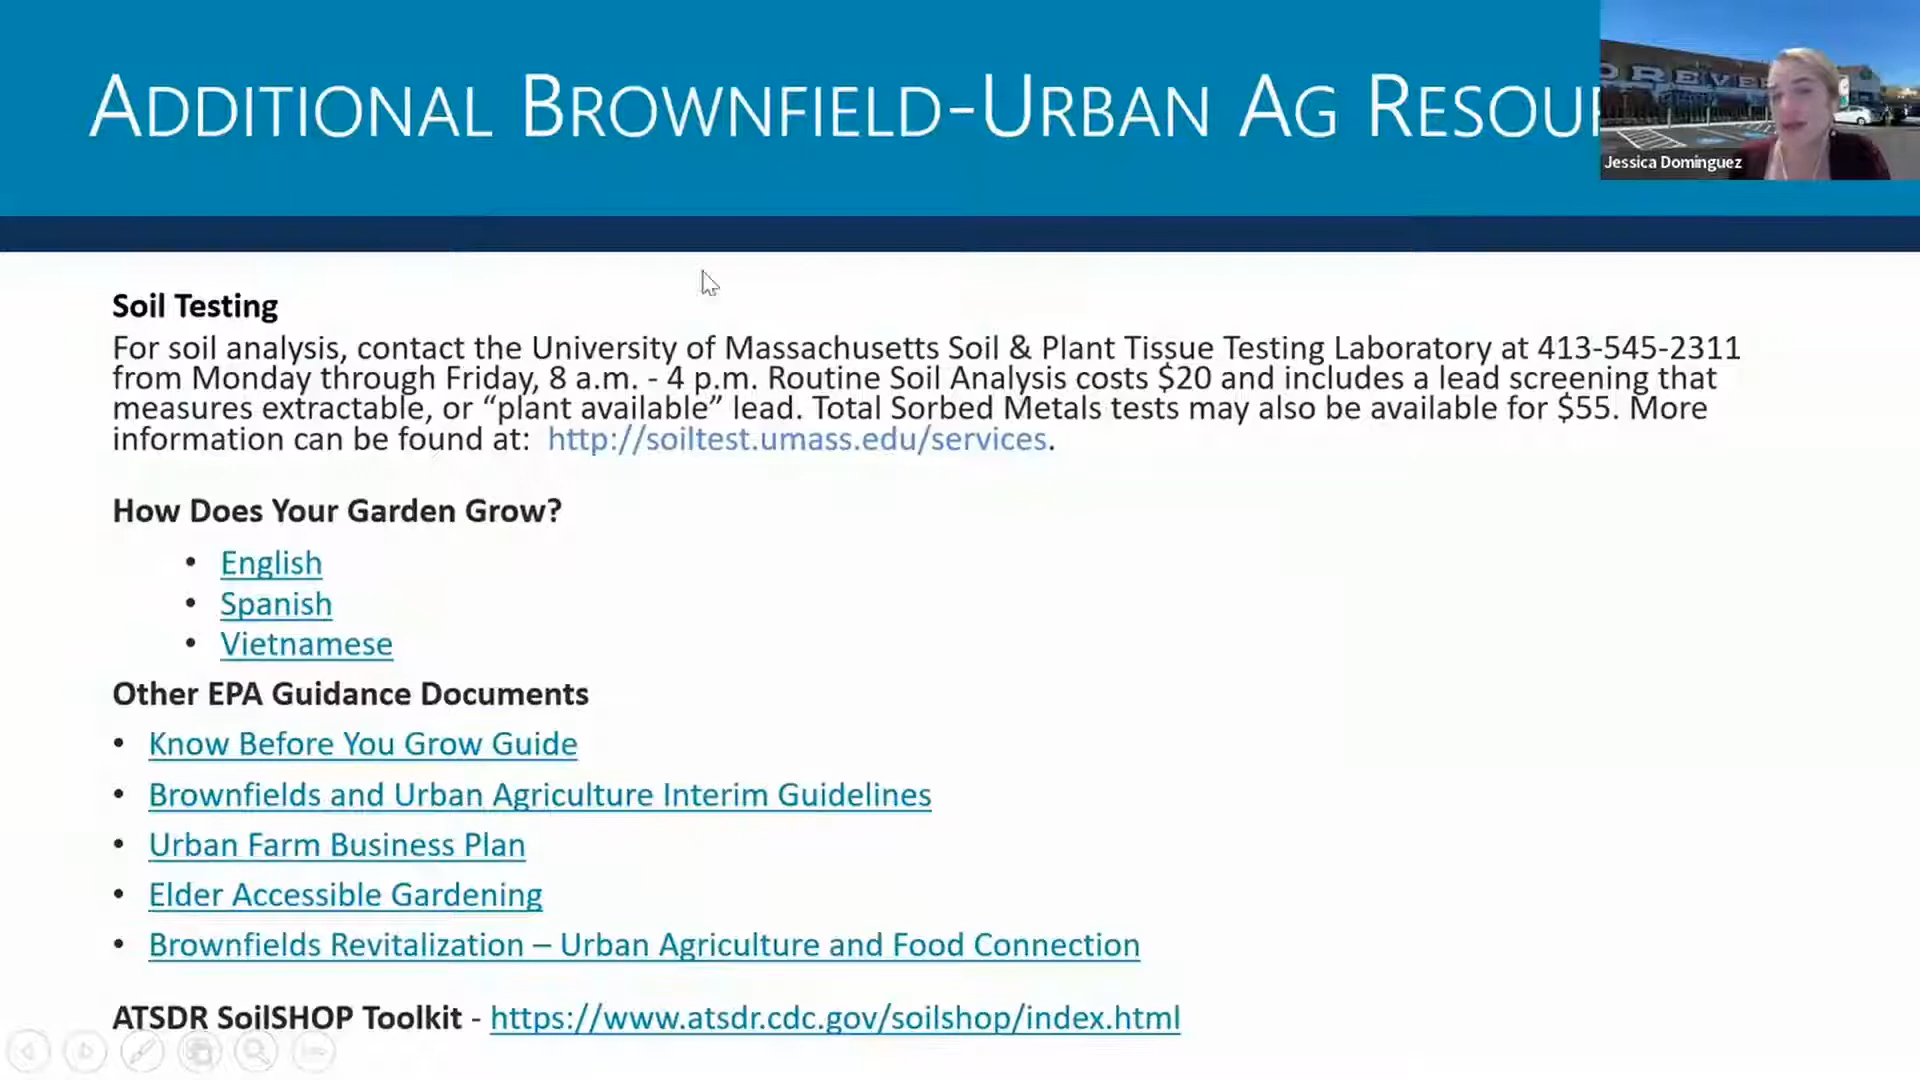 ADDITIONAL BROWNFIELD-URBAN AG RESOU
OREVE
Jessica Dominguez
Soil Testing
For soil analysis, contact the University of Massachusetts Soil & Plant Tissue Testing Laboratory at 413-545-2311
from Monday through Friday, 8 a.m. - 4 p.m. Routine Soil Analysis costs $20 and includes a lead screening that
measures extractable, or “plant available” lead. Total Sorbed Metals tests may also be available for $55. More
information can be found at: http://soiltest.umass.edu/services.
How Does Your Garden Grow?
• English
• Spanish
• Vietnamese
Other EPA Guidance Documents
• Know Before You Grow Guide
• Brownfields and Urban Agriculture Interim Guidelines
• Urban Farm Business Plan
• Elder Accessible Gardening
• Brownfields Revitalization – Urban Agriculture and Food Connection
ATSDR SoilSHOP Toolkit - https://www.atsdr.cdc.gov/soilshop/index.html